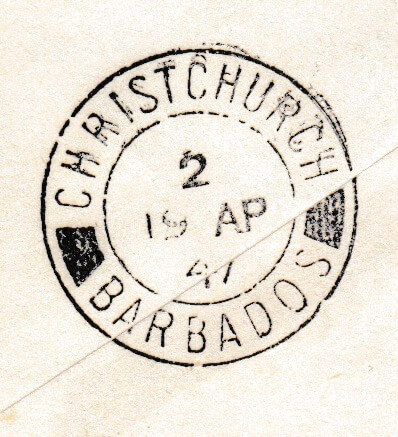 CHRISTCHURCH
2
19 AP
47
BARBADOS